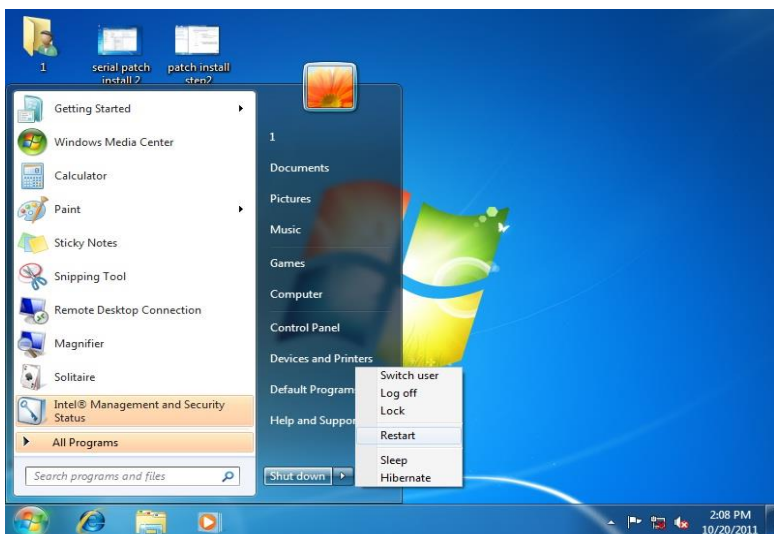 1
serial patch
install 2
patch install
step2
Getting Started
Windows Media Center
Calculator
Paint
Sticky Notes
Snipping Tool
Remote Desktop Connection
Magnifier
Solitaire
Intel® Management and Security
Status
All Programs
Search programs and files
1
Documents
Pictures
Music
Games
Computer
Control Panel
Devices and Printers
Default Program
Help and Suppor
Shut down
Switch user
Log off
Lock
Restart
Sleep
Hibernate
2:08 PM
10/20/2011